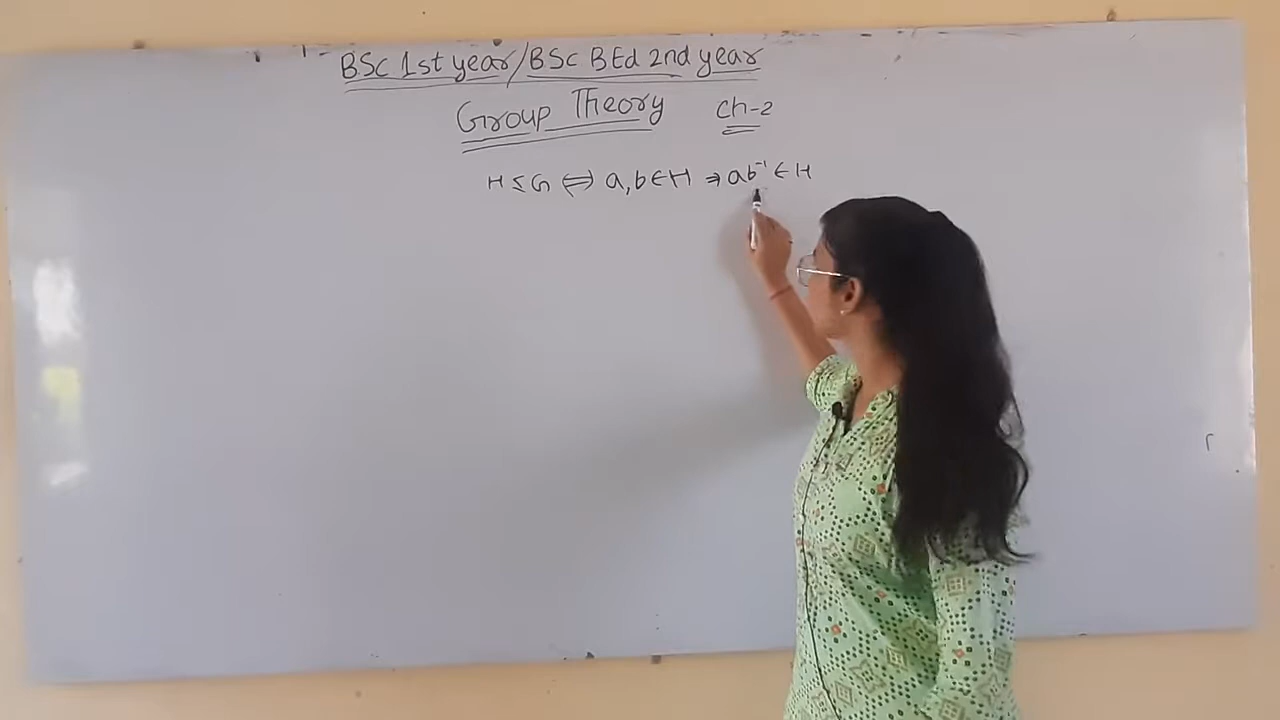 BSc 1st year/BSc BEd 2nd year
Group Theory Ch-2
H ≤ G ⟺ a,b ∈ H ⇒ ab⁻¹ ∈ H